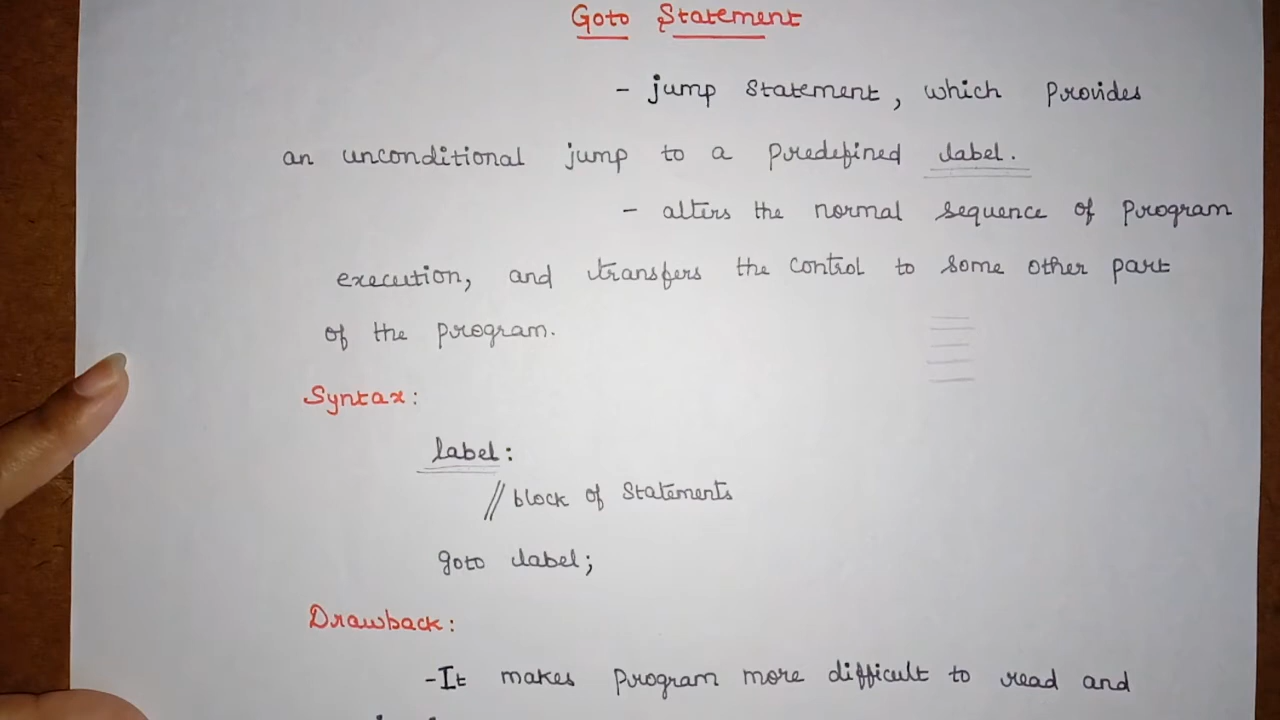 Goto Statement
- jump statement, which provides
an unconditional jump to a predefined label.
- alters the normal sequence of program
execution, and transfers the control to some other part
of the program.
Syntax:
label:
// block of statements
goto label;
Drawback:
-It makes program more difficult to read and